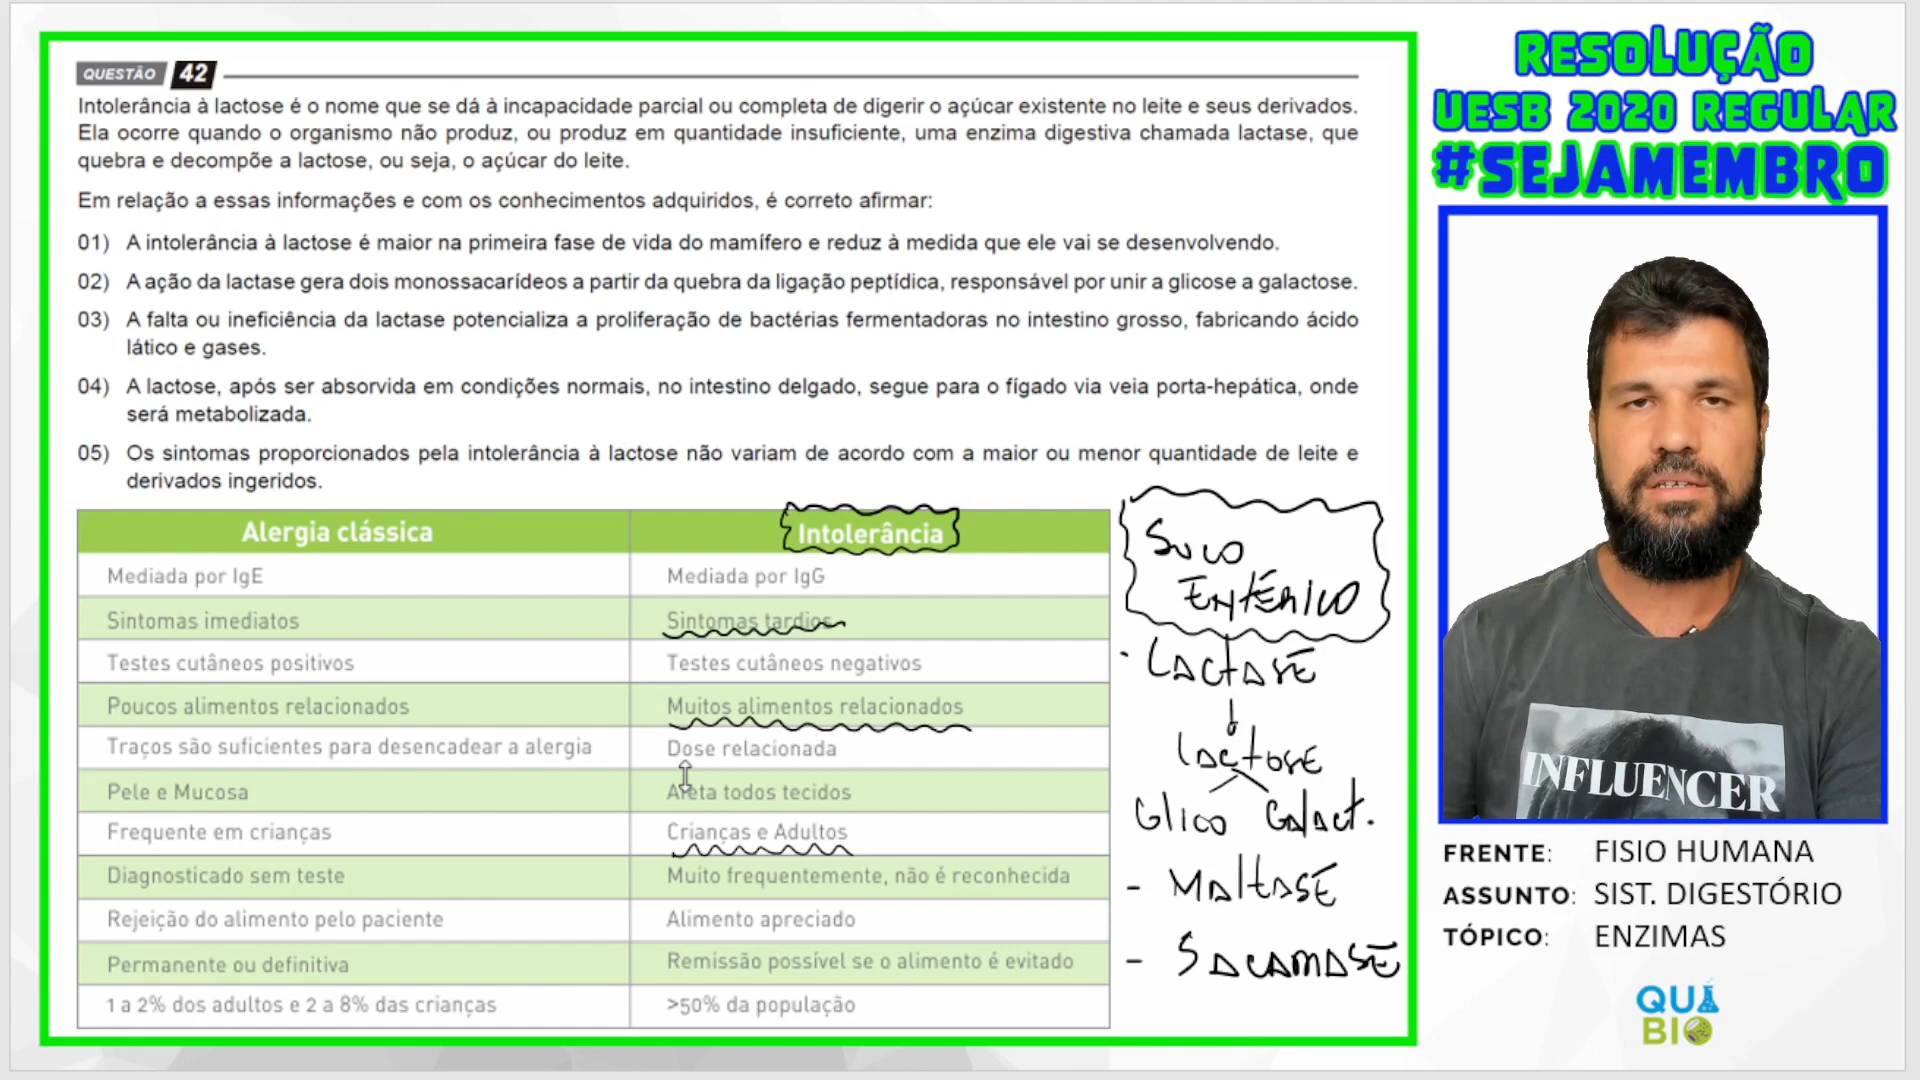 QUESTÃO 42
Intolerância à lactose é o nome que se dá à incapacidade parcial ou completa de digerir o açúcar existente no leite e seus derivados.
Ela ocorre quando o organismo não produz, ou produz em quantidade insuficiente, uma enzima digestiva chamada lactase, que
quebra e decompõe a lactose, ou seja, o açúcar do leite.
Em relação a essas informações e com os conhecimentos adquiridos, é correto afirmar:
01) A intolerância à lactose é maior na primeira fase de vida do mamífero e reduz à medida que ele vai se desenvolvendo.
02) A ação da lactase gera dois monossacarídeos a partir da quebra da ligação peptídica, responsável por unir a glicose a galactose.
03) A falta ou ineficiência da lactase potencializa a proliferação de bactérias fermentadoras no intestino grosso, fabricando ácido
lático e gases.
04) A lactose, após ser absorvida em condições normais, no intestino delgado, segue para o fígado via veia porta-hepática, onde
será metabolizada.
05) Os sintomas proporcionados pela intolerância à lactose não variam de acordo com a maior ou menor quantidade de leite e
derivados ingeridos.
Alergia clássica Intolerância
Mediada por IgE Mediada por IgG
Sintomas imediatos Sintomas tardios
Testes cutâneos positivos Testes cutâneos negativos
Poucos alimentos relacionados Muitos alimentos relacionados
Traços são suficientes para desencadear a alergia Dose relacionada
Pele e Mucosa Afeta todos tecidos
Frequente em crianças Crianças e Adultos
Diagnosticado sem teste Muito frequentemente, não é reconhecida
Rejeição do alimento pelo paciente Alimento apreciado
Permanente ou definitiva Remissão possível se o alimento é evitado
1 a 2% dos adultos e 2 a 8% das crianças >50% da população
SUCO
ENTÉRICO
- LACTASE
LACTOSE
Glico Galact.
- MALTASE
- SACARASE
RESOLUÇÃO
UESB 2020 REGULAR
#SEJAMEMBRO
INFLUENCER
FRENTE: FISIO HUMANA
ASSUNTO: SIST. DIGESTÓRIO
TÓPICO: ENZIMAS
QUI
BIO